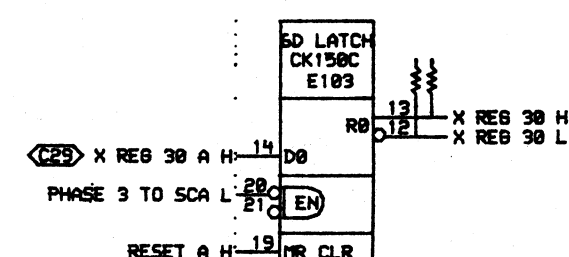 6D LATCH
CK150C
E103
13 X REG 30 H
R0 12 X REG 30 L
C29 X REG 30 A H 14 D0
PHASE 3 TO SCA L 20
21 EN
RESET A H 19 MR CLR